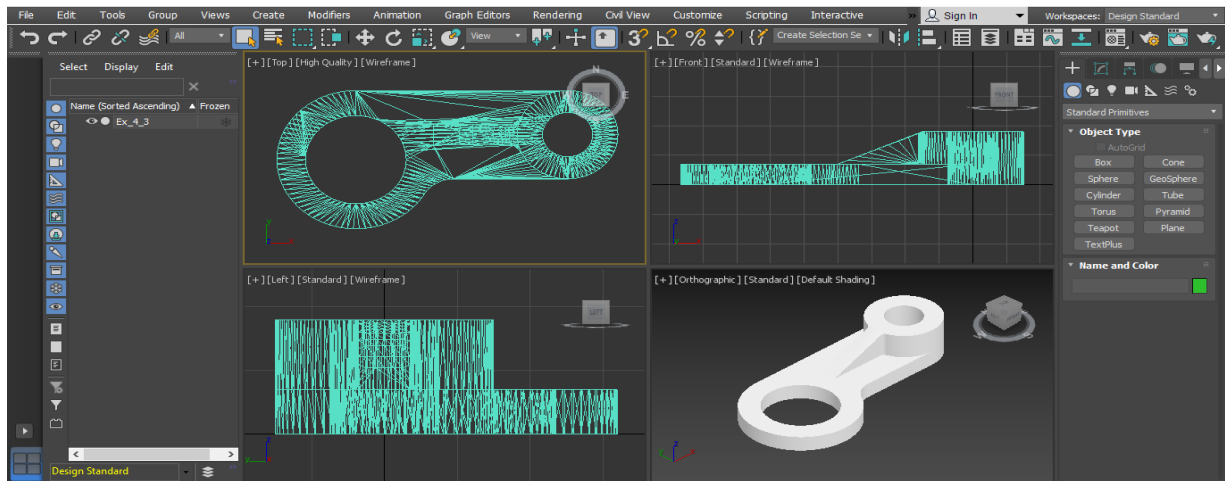 File Edit Tools Group Views Create Modifiers Animation Graph Editors Rendering Civil View Customize Scripting Interactive » Sign In Workspaces: Design Standard
All View Create Selection Se
Select Display Edit
Name (Sorted Ascending) Frozen
Ex_4_3
Design Standard
[+] [Top] [High Quality] [Wireframe]
N
TOP
E
y
z x
[+] [Front] [Standard] [Wireframe]
FRONT
z
y x
[+] [Left] [Standard] [Wireframe]
LEFT
z
y
[+] [Orthographic] [Standard] [Default Shading]
z
Standard Primitives
Object Type
AutoGrid
Box Cone
Sphere GeoSphere
Cylinder Tube
Torus Pyramid
Teapot Plane
TextPlus
Name and Color